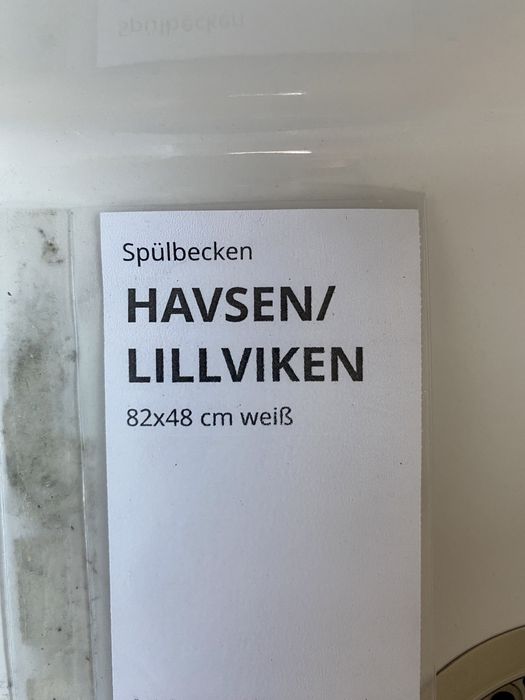 Spülbecken
HAVSEN/
LILLVIKEN
82x48 cm weiß